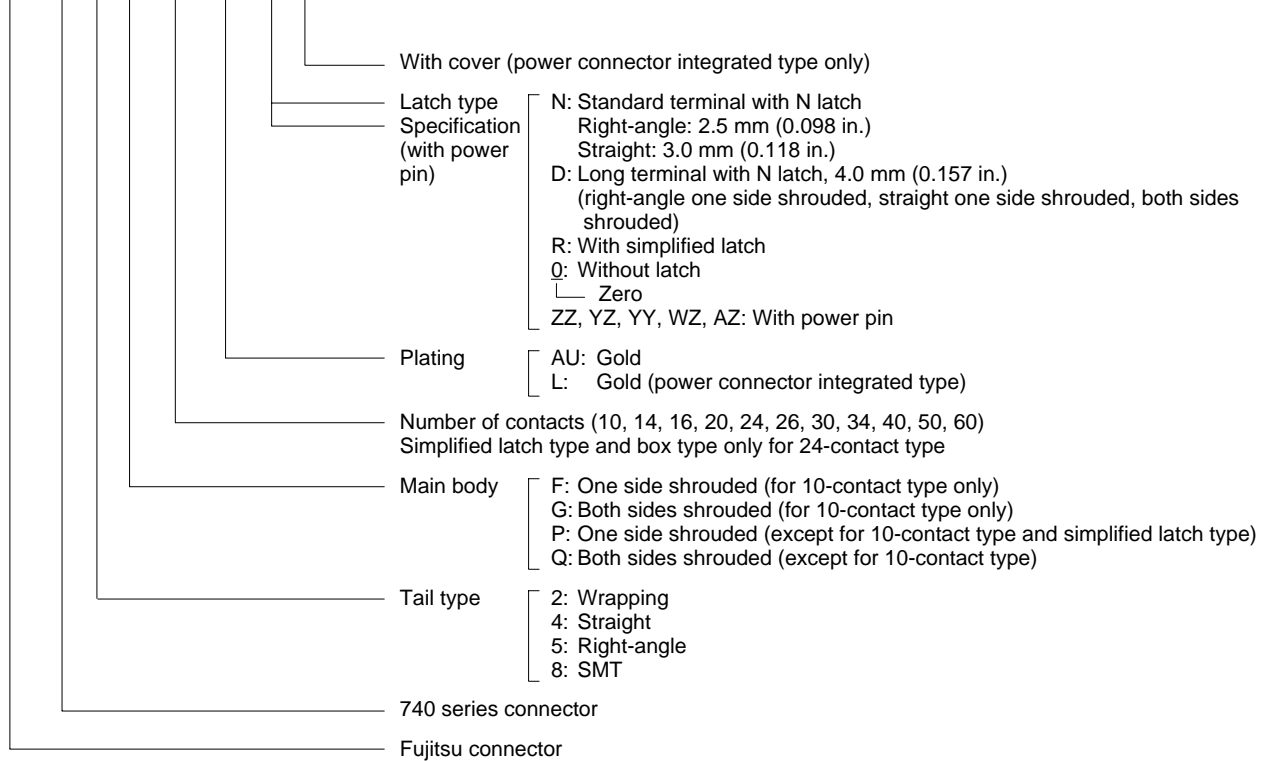 With cover (power connector integrated type only)
Latch type
Specification
(with power
pin)
N: Standard terminal with N latch
Right-angle: 2.5 mm (0.098 in.)
Straight: 3.0 mm (0.118 in.)
D: Long terminal with N latch, 4.0 mm (0.157 in.)
(right-angle one side shrouded, straight one side shrouded, both sides
shrouded)
R: With simplified latch
0: Without latch
Zero
ZZ, YZ, YY, WZ, AZ: With power pin
Plating
AU: Gold
L: Gold (power connector integrated type)
Number of contacts (10, 14, 16, 20, 24, 26, 30, 34, 40, 50, 60)
Simplified latch type and box type only for 24-contact type
Main body
F: One side shrouded (for 10-contact type only)
G: Both sides shrouded (for 10-contact type only)
P: One side shrouded (except for 10-contact type and simplified latch type)
Q: Both sides shrouded (except for 10-contact type)
Tail type
2: Wrapping
4: Straight
5: Right-angle
8: SMT
740 series connector
Fujitsu connector